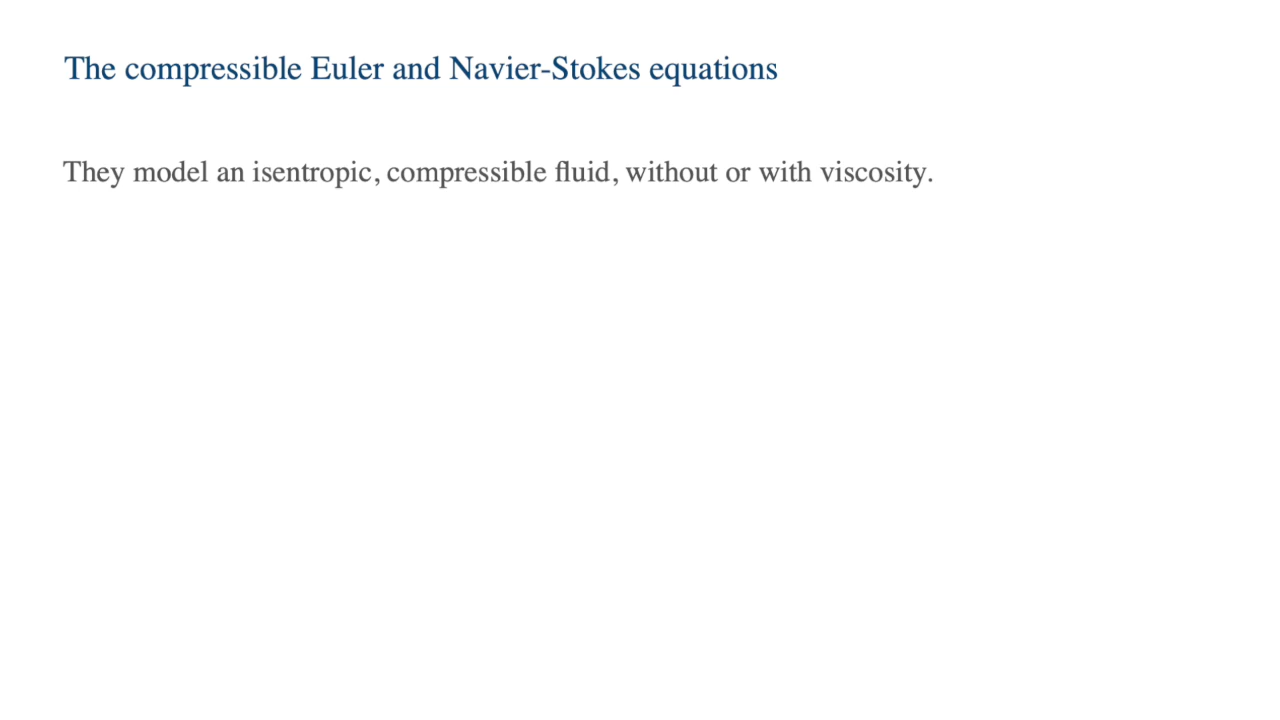 The compressible Euler and Navier-Stokes equations
They model an isentropic, compressible fluid, without or with viscosity.